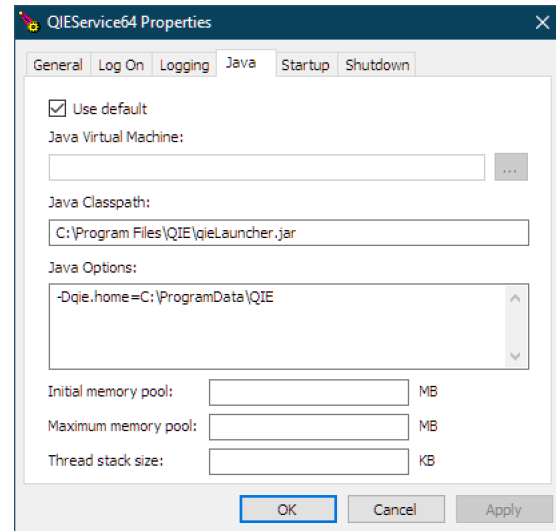 QIEService64 Properties
General Log On Logging Java Startup Shutdown
Use default
Java Virtual Machine:
...
Java Classpath:
C:\Program Files\QIE\qieLauncher.jar
Java Options:
-Dqie.home=C:\ProgramData\QIE
Initial memory pool: MB
Maximum memory pool: MB
Thread stack size: KB
OK Cancel Apply